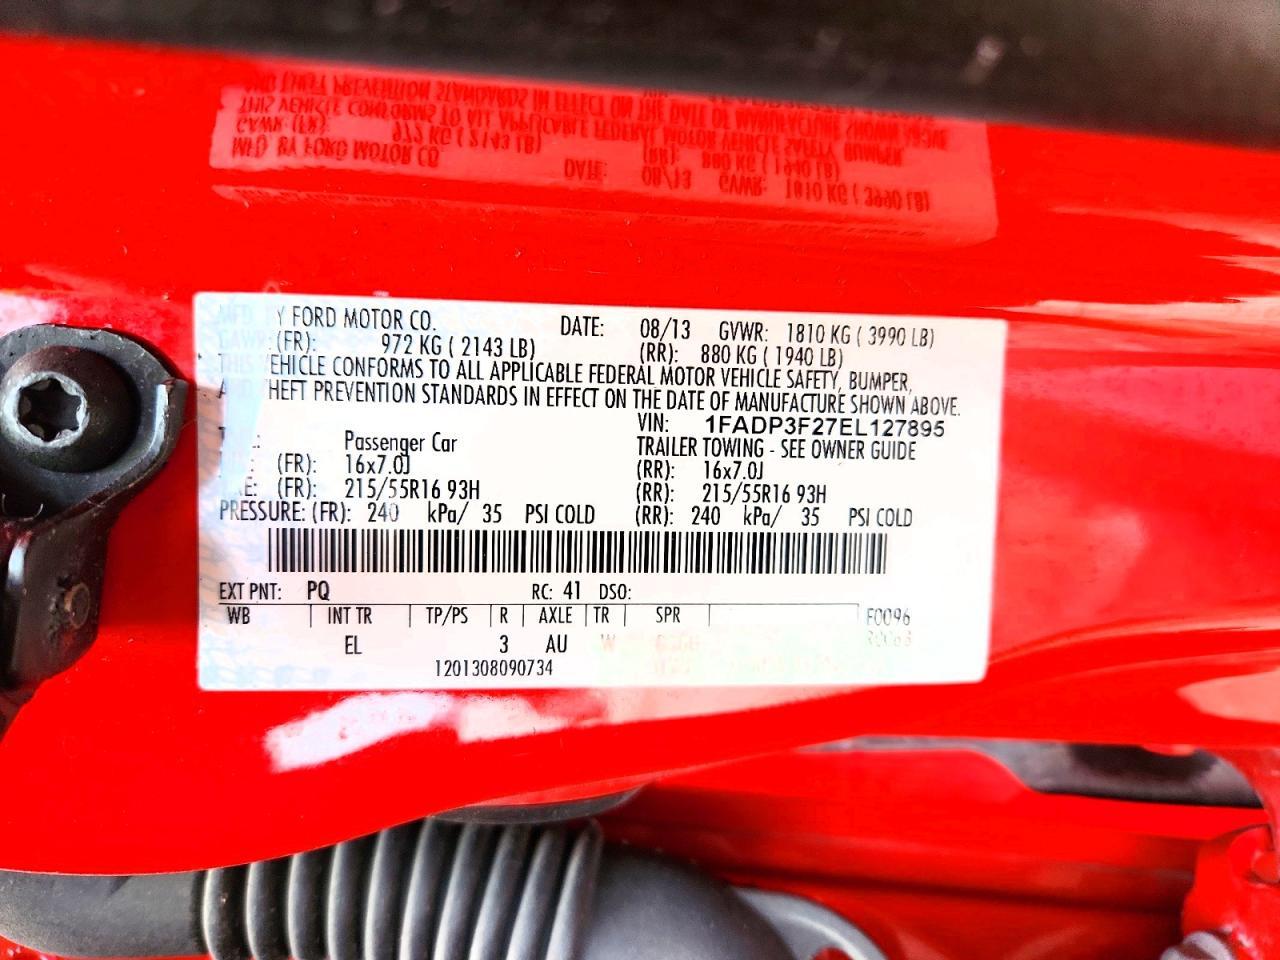 Y FORD MOTOR CO. DATE: 08/13 GVWR: 1810 KG ( 3990 LB)
(FR): 972 KG ( 2143 LB) (RR): 880 KG ( 1940 LB)
THIS VEHICLE CONFORMS TO ALL APPLICABLE FEDERAL MOTOR VEHICLE SAFETY, BUMPER,
AND THEFT PREVENTION STANDARDS IN EFFECT ON THE DATE OF MANUFACTURE SHOWN ABOVE.
VIN: 1FADP3F27EL127895
Passenger Car TRAILER TOWING - SEE OWNER GUIDE
(FR): 16x7.0J (RR): 16x7.0J
(FR): 215/55R16 93H (RR): 215/55R16 93H
PRESSURE: (FR): 240 kPa/ 35 PSI COLD (RR): 240 kPa/ 35 PSI COLD
EXT PNT: PQ RC: 41 DSO:
WB INT TR TP/PS R AXLE TR SPR F0096
EL 3 AU W
1201308090734